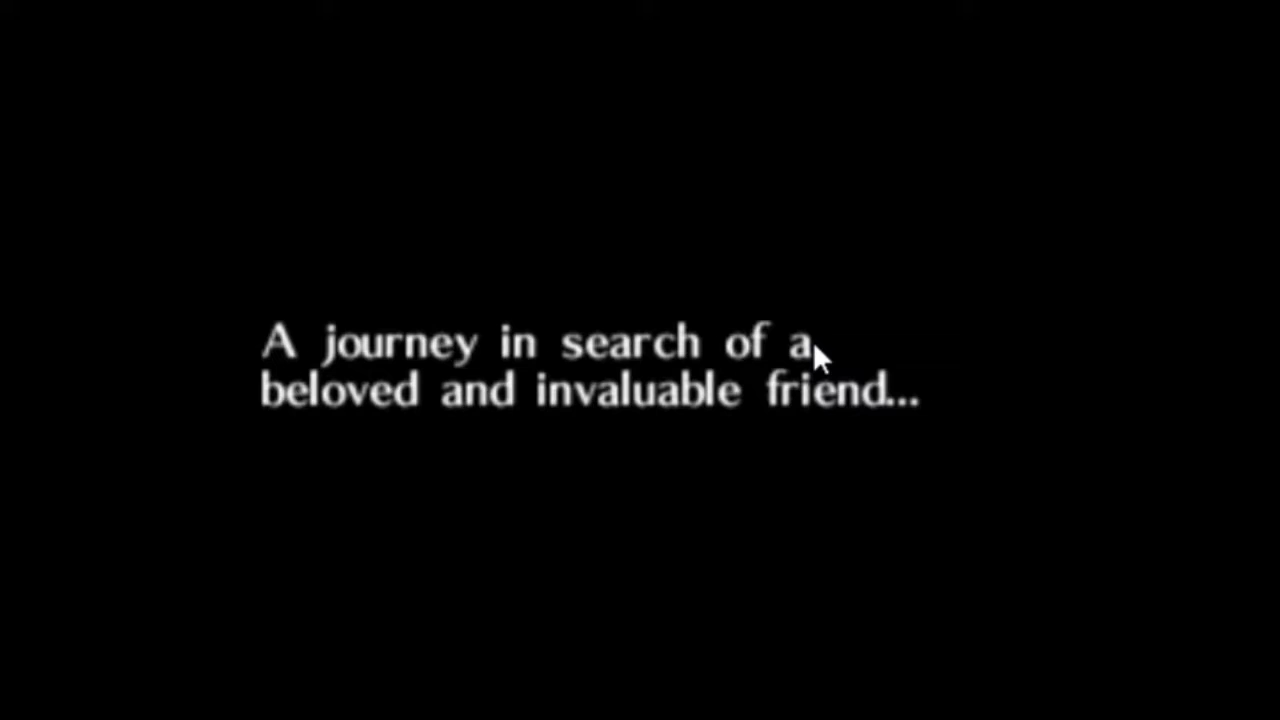 A journey in search of a
beloved and invaluable friend...